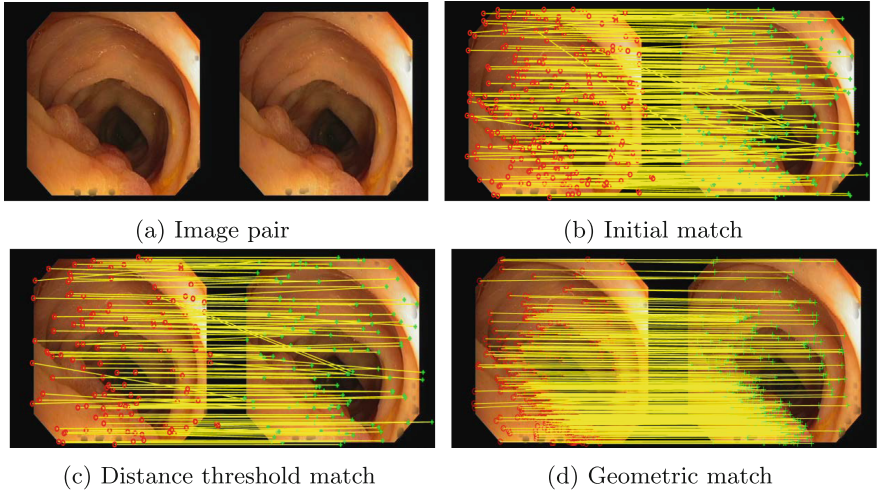 (a) Image pair
(b) Initial match
(c) Distance threshold match
(d) Geometric match